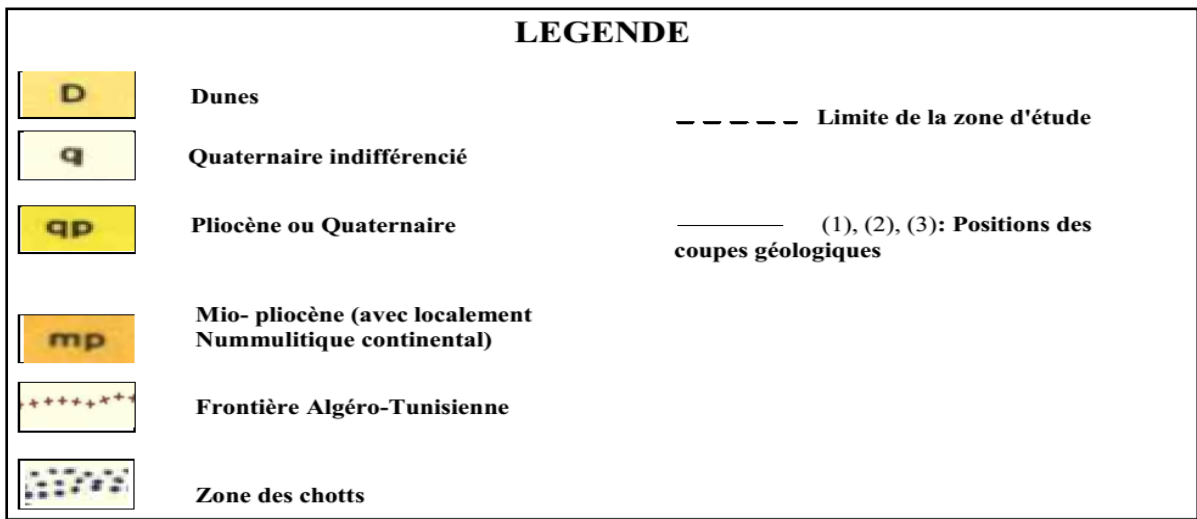 LEGENDE
D
Dunes
q
Quaternaire indifférencié
qp
Pliocène ou Quaternaire
mp
Mio- pliocène (avec localement
Nummulitique continental)
Frontière Algéro-Tunisienne
Zone des chotts
Limite de la zone d'étude
(1), (2), (3): Positions des
coupes géologiques